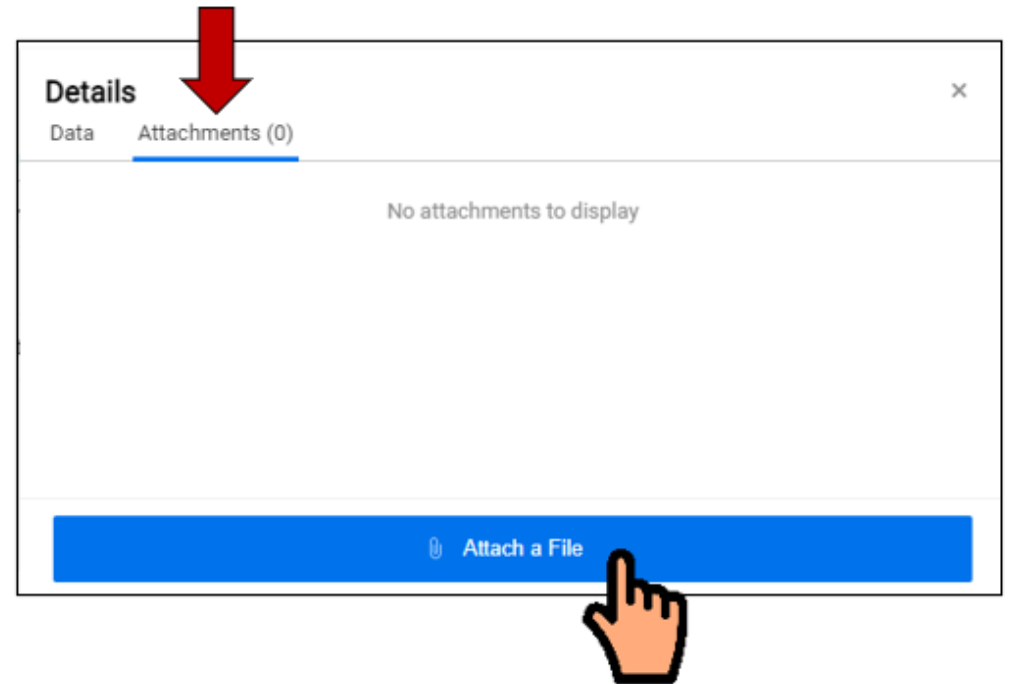 Details
Data Attachments (0)
No attachments to display
Attach a File